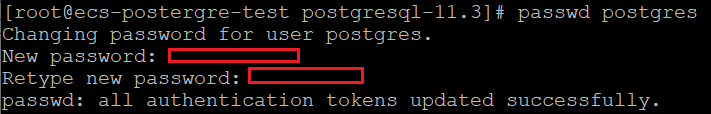 [root@ecs-postergre-test postgresql-11.3]# passwd postgres
Changing password for user postgres.
New password:
Retype new password:
passwd: all authentication tokens updated successfully.